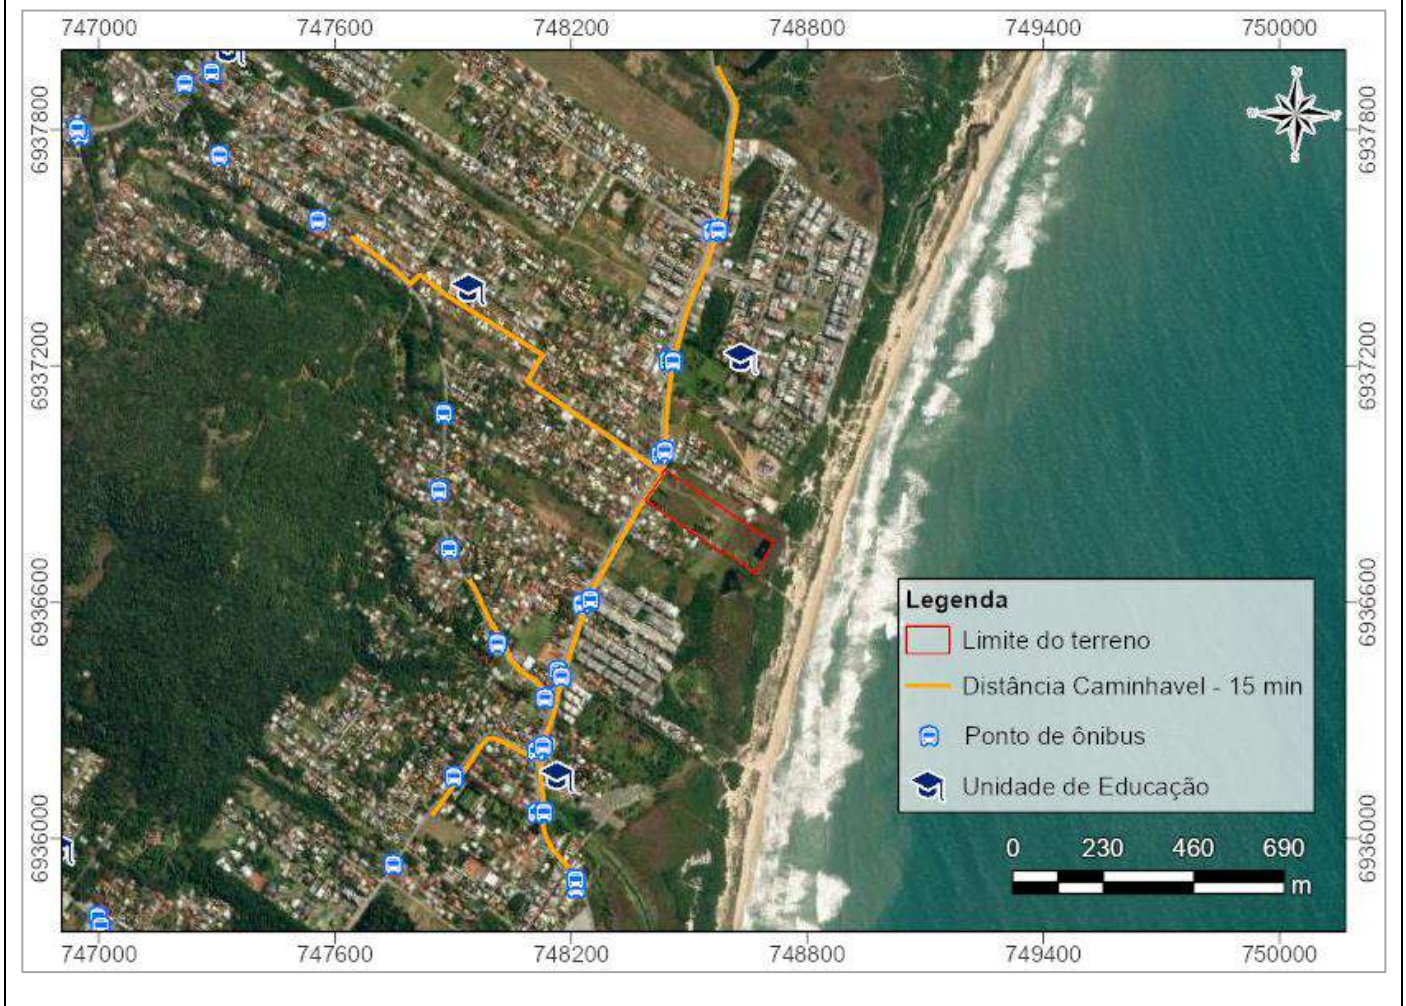 747000 747600 748200 748800 749400 750000
6937800
6937200
6936600
6936000
6937800
6937200
6936600
6936000
Legenda
Limite do terreno
Distância Caminhavel - 15 min
Ponto de ônibus
Unidade de Educação
0 230 460 690
m
747000 747600 748200 748800 749400 750000